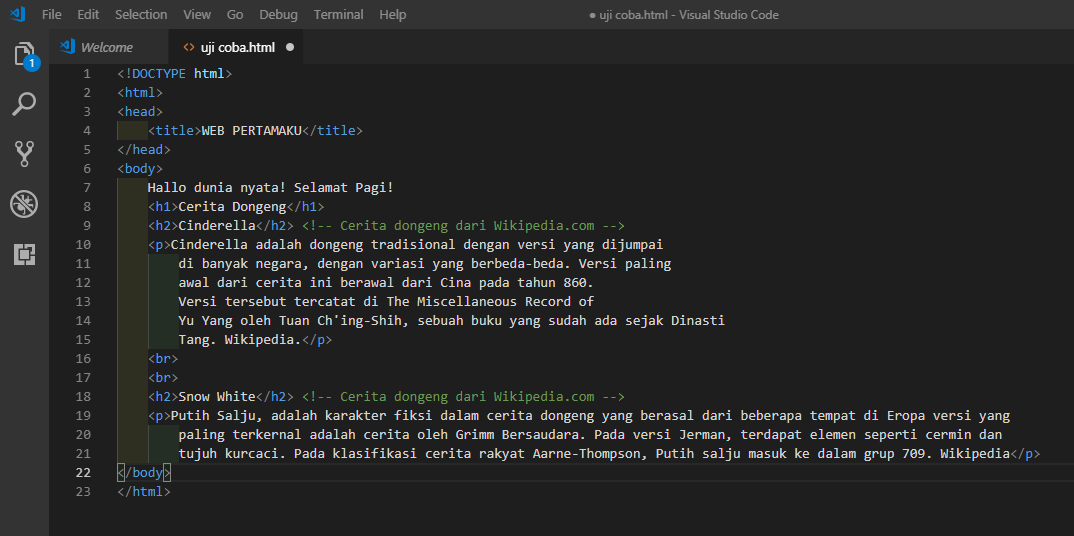 File Edit Selection View Go Debug Terminal Help ● uji coba.html - Visual Studio Code
Welcome <> uji coba.html ●
1
1 <!DOCTYPE html>
2 <html>
3 <head>
4 <title>WEB PERTAMAKU</title>
5 </head>
6 <body>
7 Hallo dunia nyata! Selamat Pagi!
8 <h1>Cerita Dongeng</h1>
9 <h2>Cinderella</h2> <!-- Cerita dongeng dari Wikipedia.com -->
10 <p>Cinderella adalah dongeng tradisional dengan versi yang dijumpai
11 di banyak negara, dengan variasi yang berbeda-beda. Versi paling
12 awal dari cerita ini berawal dari Cina pada tahun 860.
13 Versi tersebut tercatat di The Miscellaneous Record of
14 Yu Yang oleh Tuan Ch'ing-Shih, sebuah buku yang sudah ada sejak Dinasti
15 Tang. Wikipedia.</p>
16 <br>
17 <br>
18 <h2>Snow White</h2> <!-- Cerita dongeng dari Wikipedia.com -->
19 <p>Putih Salju, adalah karakter fiksi dalam cerita dongeng yang berasal dari beberapa tempat di Eropa versi yang
20 paling terkernal adalah cerita oleh Grimm Bersaudara. Pada versi Jerman, terdapat elemen seperti cermin dan
21 tujuh kurcaci. Pada klasifikasi cerita rakyat Aarne-Thompson, Putih salju masuk ke dalam grup 709. Wikipedia</p>
22 </body>
23 </html>